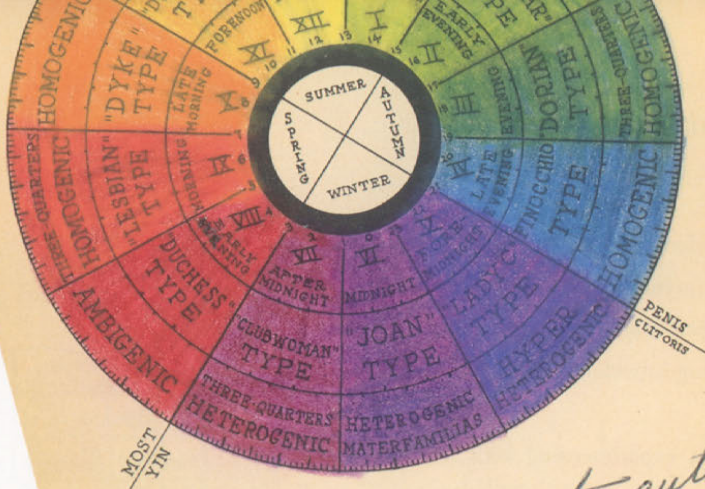 HOMOGENIC
"DYKE"
TYPE
LATE
MORNING
X
FORENOON
XI
XII
I
EARLY
EVENING
II
III
EVENING
"DORIAN"
TYPE
THREE-QUARTERS
HOMOGENIC
THREE QUARTERS
HOMOGENIC
"LESBIAN"
TYPE
MORNING
IX
SUMMER
AUTUMN
WINTER
SPRING
LATE
EVENING
FINOCCHIO
TYPE
HOMOGENIC
AMBIGENIC
DUCHESS"
TYPE
EARLY
VIII
AFTER
MIDNIGHT
VII
"CLUBWOMAN"
TYPE
THREE-QUARTERS
HETEROGENIC
VI
MIDNIGHT
"JOAN"
TYPE
HETEROGENIC
MATERFAMILIAS
FORE
MIDNIGHT
LADY C
TYPE
HYPER
HETEROGENIC
PENIS
CLITORIS
MOST
YIN